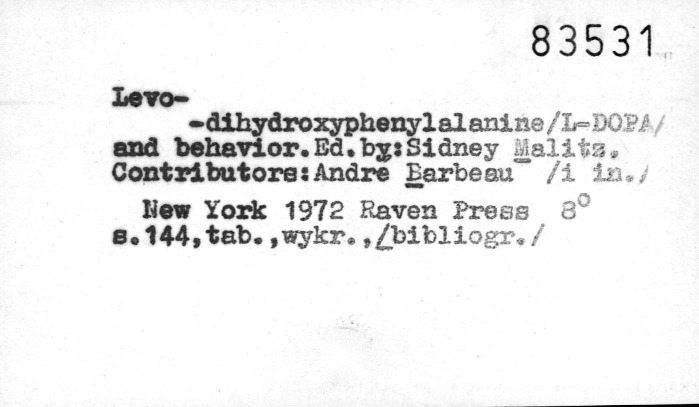 83531
Levo-
-dihydroxyphenylalanine/L-DOPA/
and behavior.Ed.by:Sidney Malitz.
Contributors:Andre Barbeau /i in./
New York 1972 Raven Press 8°
s.144,tab.,wykr.,/bibliogr./